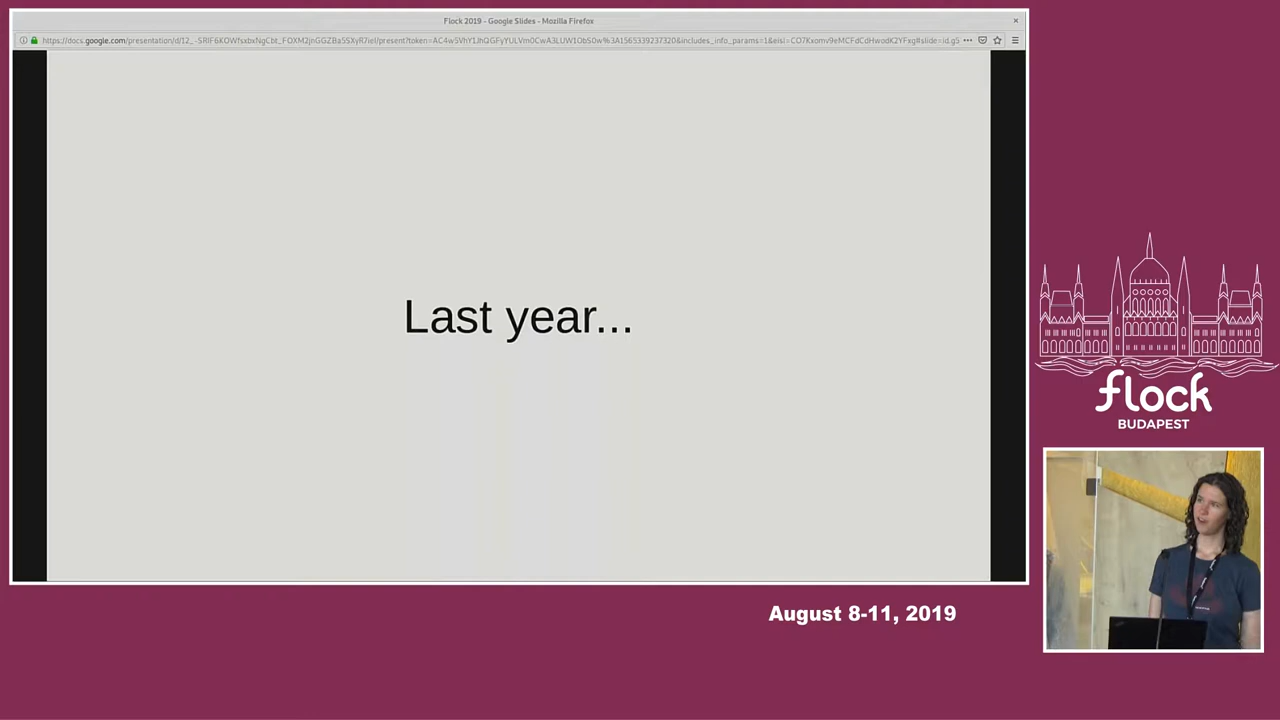 Flock 2019 - Google Slides - Mozilla Firefox
Last year...
flock
BUDAPEST
August 8-11, 2019